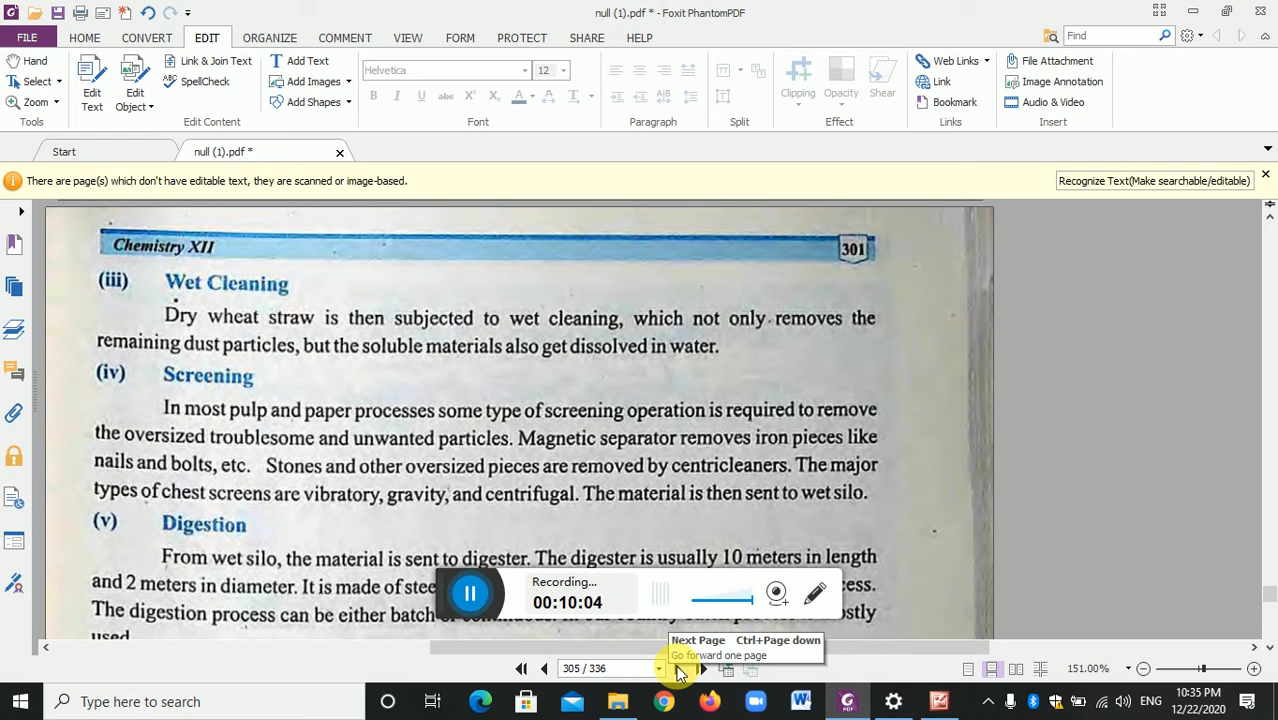 null (1).pdf * - Foxit PhantomPDF
Find
FILE HOME CONVERT EDIT ORGANIZE COMMENT VIEW FORM PROTECT SHARE HELP
Hand
Select
Zoom
Edit Text
Edit Object
Link & Join Text
SpellCheck
Add Text
Add Images
Add Shapes
Helvetica 12
Clipping
Opacity
Shear
Web Links
Link
Bookmark
File Attachment
Image Annotation
Audio & Video
Tools Edit Content Font Paragraph Split Effect Links Insert
Start null (1).pdf *
There are page(s) which don't have editable text, they are scanned or image-based. Recognize Text(Make searchable/editable)
Chemistry XII 301
(iii) Wet Cleaning
Dry wheat straw is then subjected to wet cleaning, which not only removes the
remaining dust particles, but the soluble materials also get dissolved in water.
(iv) Screening
In most pulp and paper processes some type of screening operation is required to remove
the oversized troublesome and unwanted particles. Magnetic separator removes iron pieces like
nails and bolts, etc. Stones and other oversized pieces are removed by centricleaners. The major
types of chest screens are vibratory, gravity, and centrifugal. The material is then sent to wet silo.
(v) Digestion
From wet silo, the material is sent to digester. The digester is usually 10 meters in length
and 2 meters in diameter. It is made of
The digestion process can be either batch
used
Recording...
00:10:04
Next Page Ctrl+Page down
Go forward one page
305 / 336
151.00%
Type here to search
ENG
10:35 PM
12/22/2020